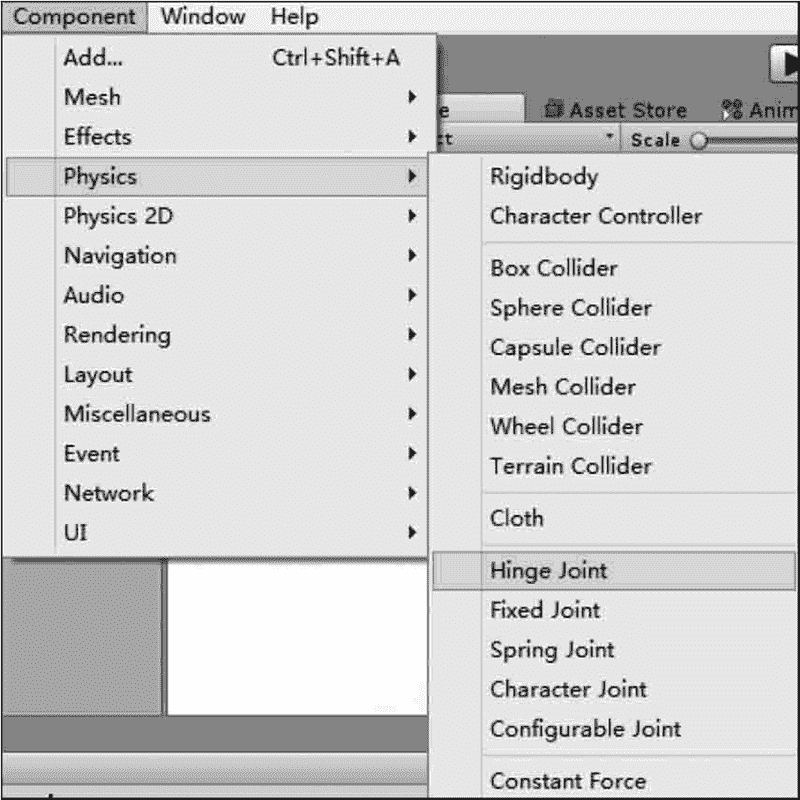 Component Window Help
Add... Ctrl+Shift+A
Mesh
Effects
Physics
Physics 2D
Navigation
Audio
Rendering
Layout
Miscellaneous
Event
Network
UI
e Asset Store Anim
ct Scale
Rigidbody
Character Controller
Box Collider
Sphere Collider
Capsule Collider
Mesh Collider
Wheel Collider
Terrain Collider
Cloth
Hinge Joint
Fixed Joint
Spring Joint
Character Joint
Configurable Joint
Constant Force